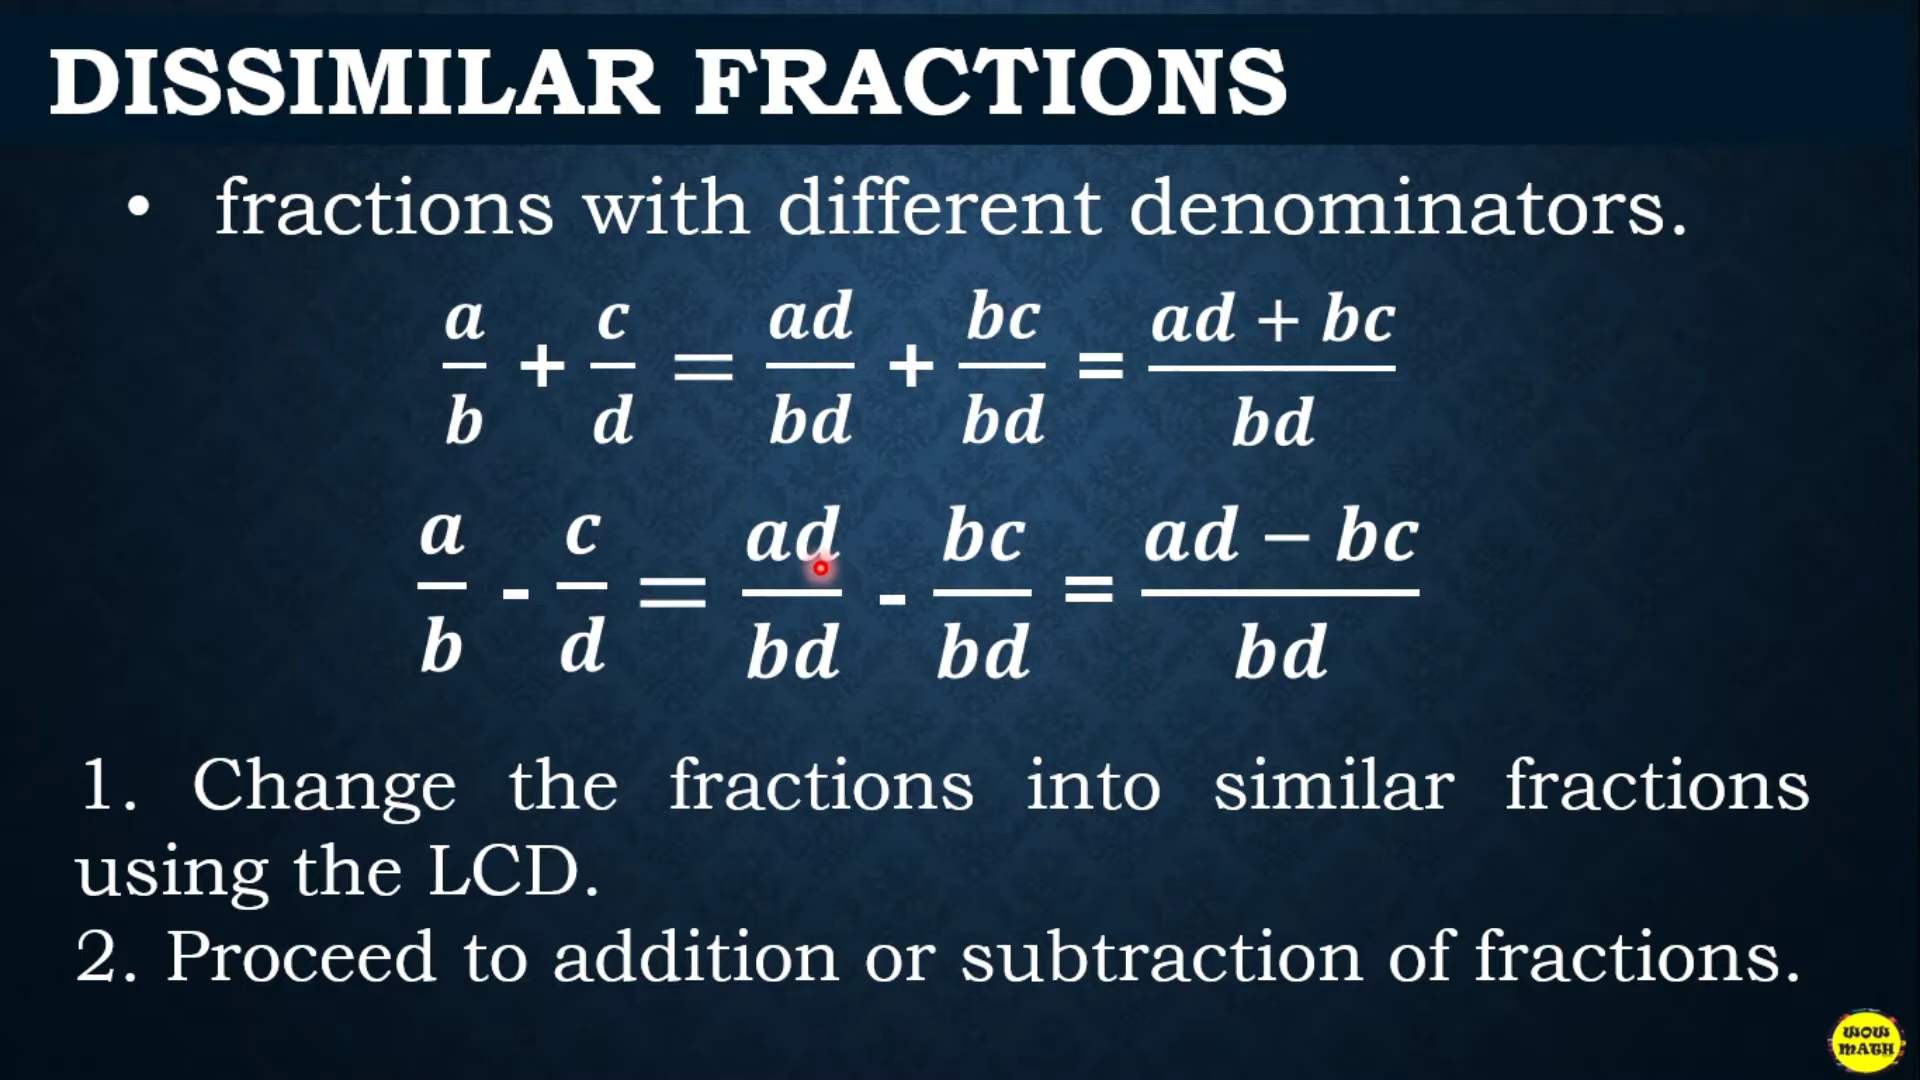 DISSIMILAR FRACTIONS
• fractions with different denominators.
a/b + c/d = ad/bd + bc/bd = ad + bc/bd
a/b - c/d = ad/bd - bc/bd = ad − bc/bd
1. Change the fractions into similar fractions
using the LCD.
2. Proceed to addition or subtraction of fractions.
WOW
MATH